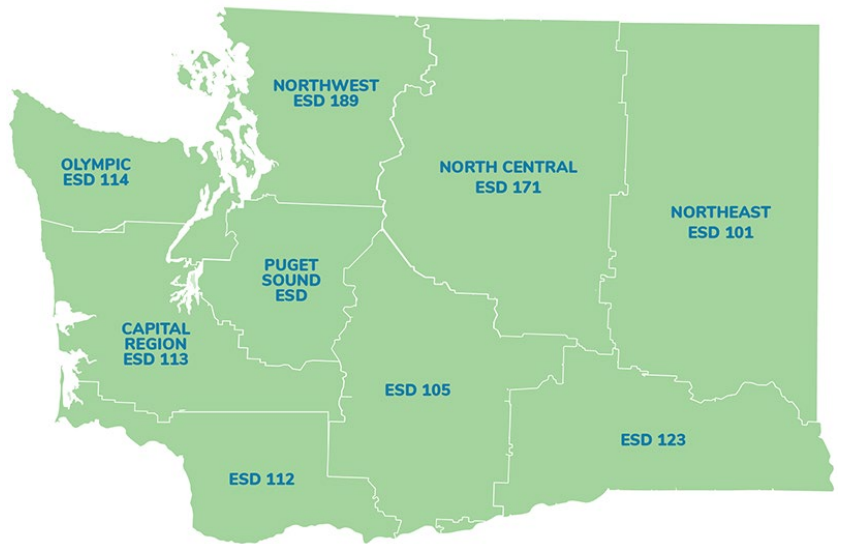 NORTHWEST
ESD 189
OLYMPIC
ESD 114
NORTH CENTRAL
ESD 171
NORTHEAST
ESD 101
PUGET
SOUND
ESD
CAPITAL
REGION
ESD 113
ESD 105
ESD 123
ESD 112